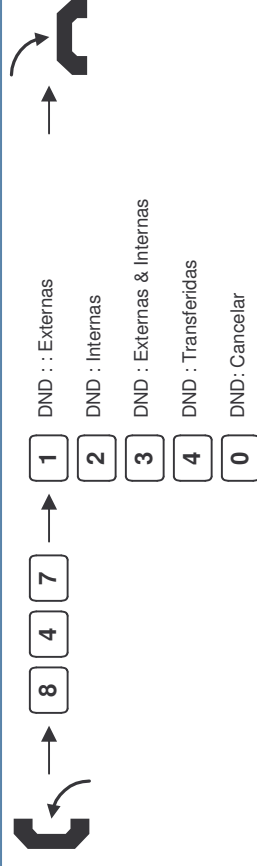 8 4 7 1 DND : : Externas
2 DND : Internas
3 DND : Externas & Internas
4 DND : Transferidas
0 DND: Cancelar